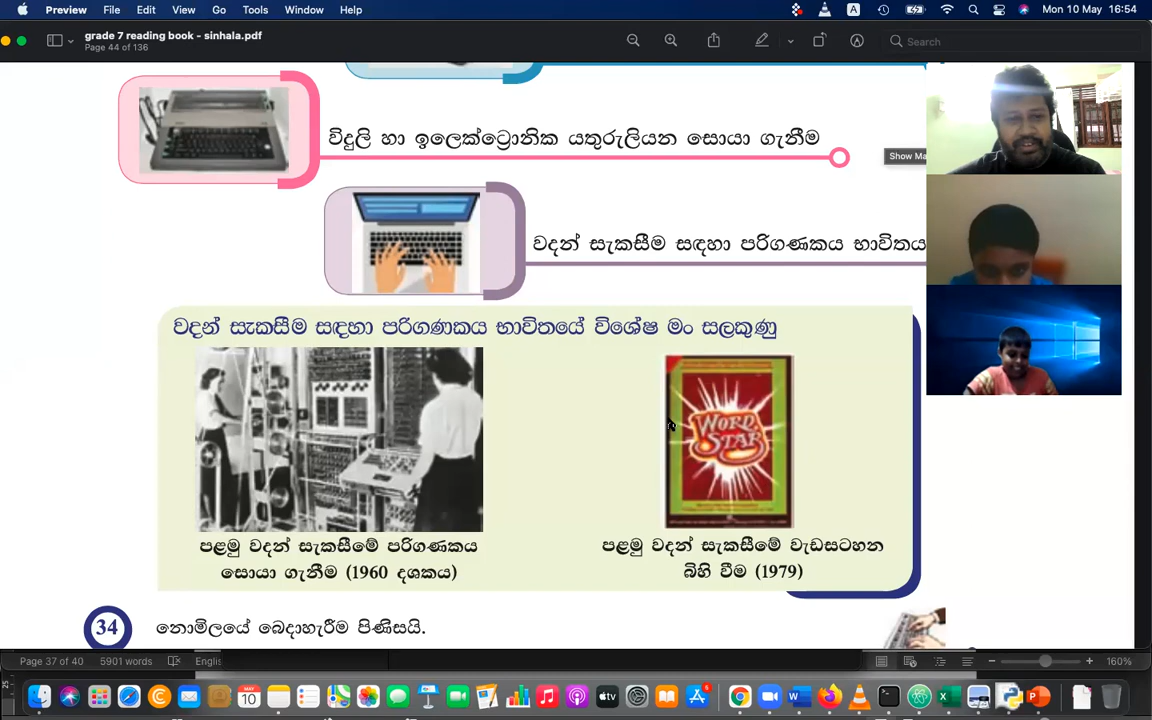 Preview File Edit View Go Tools Window Help A Mon 10 May 16:54
grade 7 reading book - sinhala.pdf
Page 44 of 136
Search
විදුලි හා ඉලෙක්ට්‍රොනික යතුරුලියන සොයා ගැනීම
Show Ma
වදන් සැකසීම සඳහා පරිගණකය භාවිතය
වදන් සැකසීම සඳහා පරිගණකය භාවිතයේ විශේෂ මං සලකුණු
WORD
STAR
පළමු වදන් සැකසීමේ පරිගණකය
සොයා ගැනීම (1960 දශකය)
පළමු වදන් සැකසීමේ වැඩසටහන
බිහි වීම (1979)
34 නොමිලයේ බෙදාහැරීම පිණිසයි.
Page 37 of 40 5901 words Englis 160%
MAY
10
tv